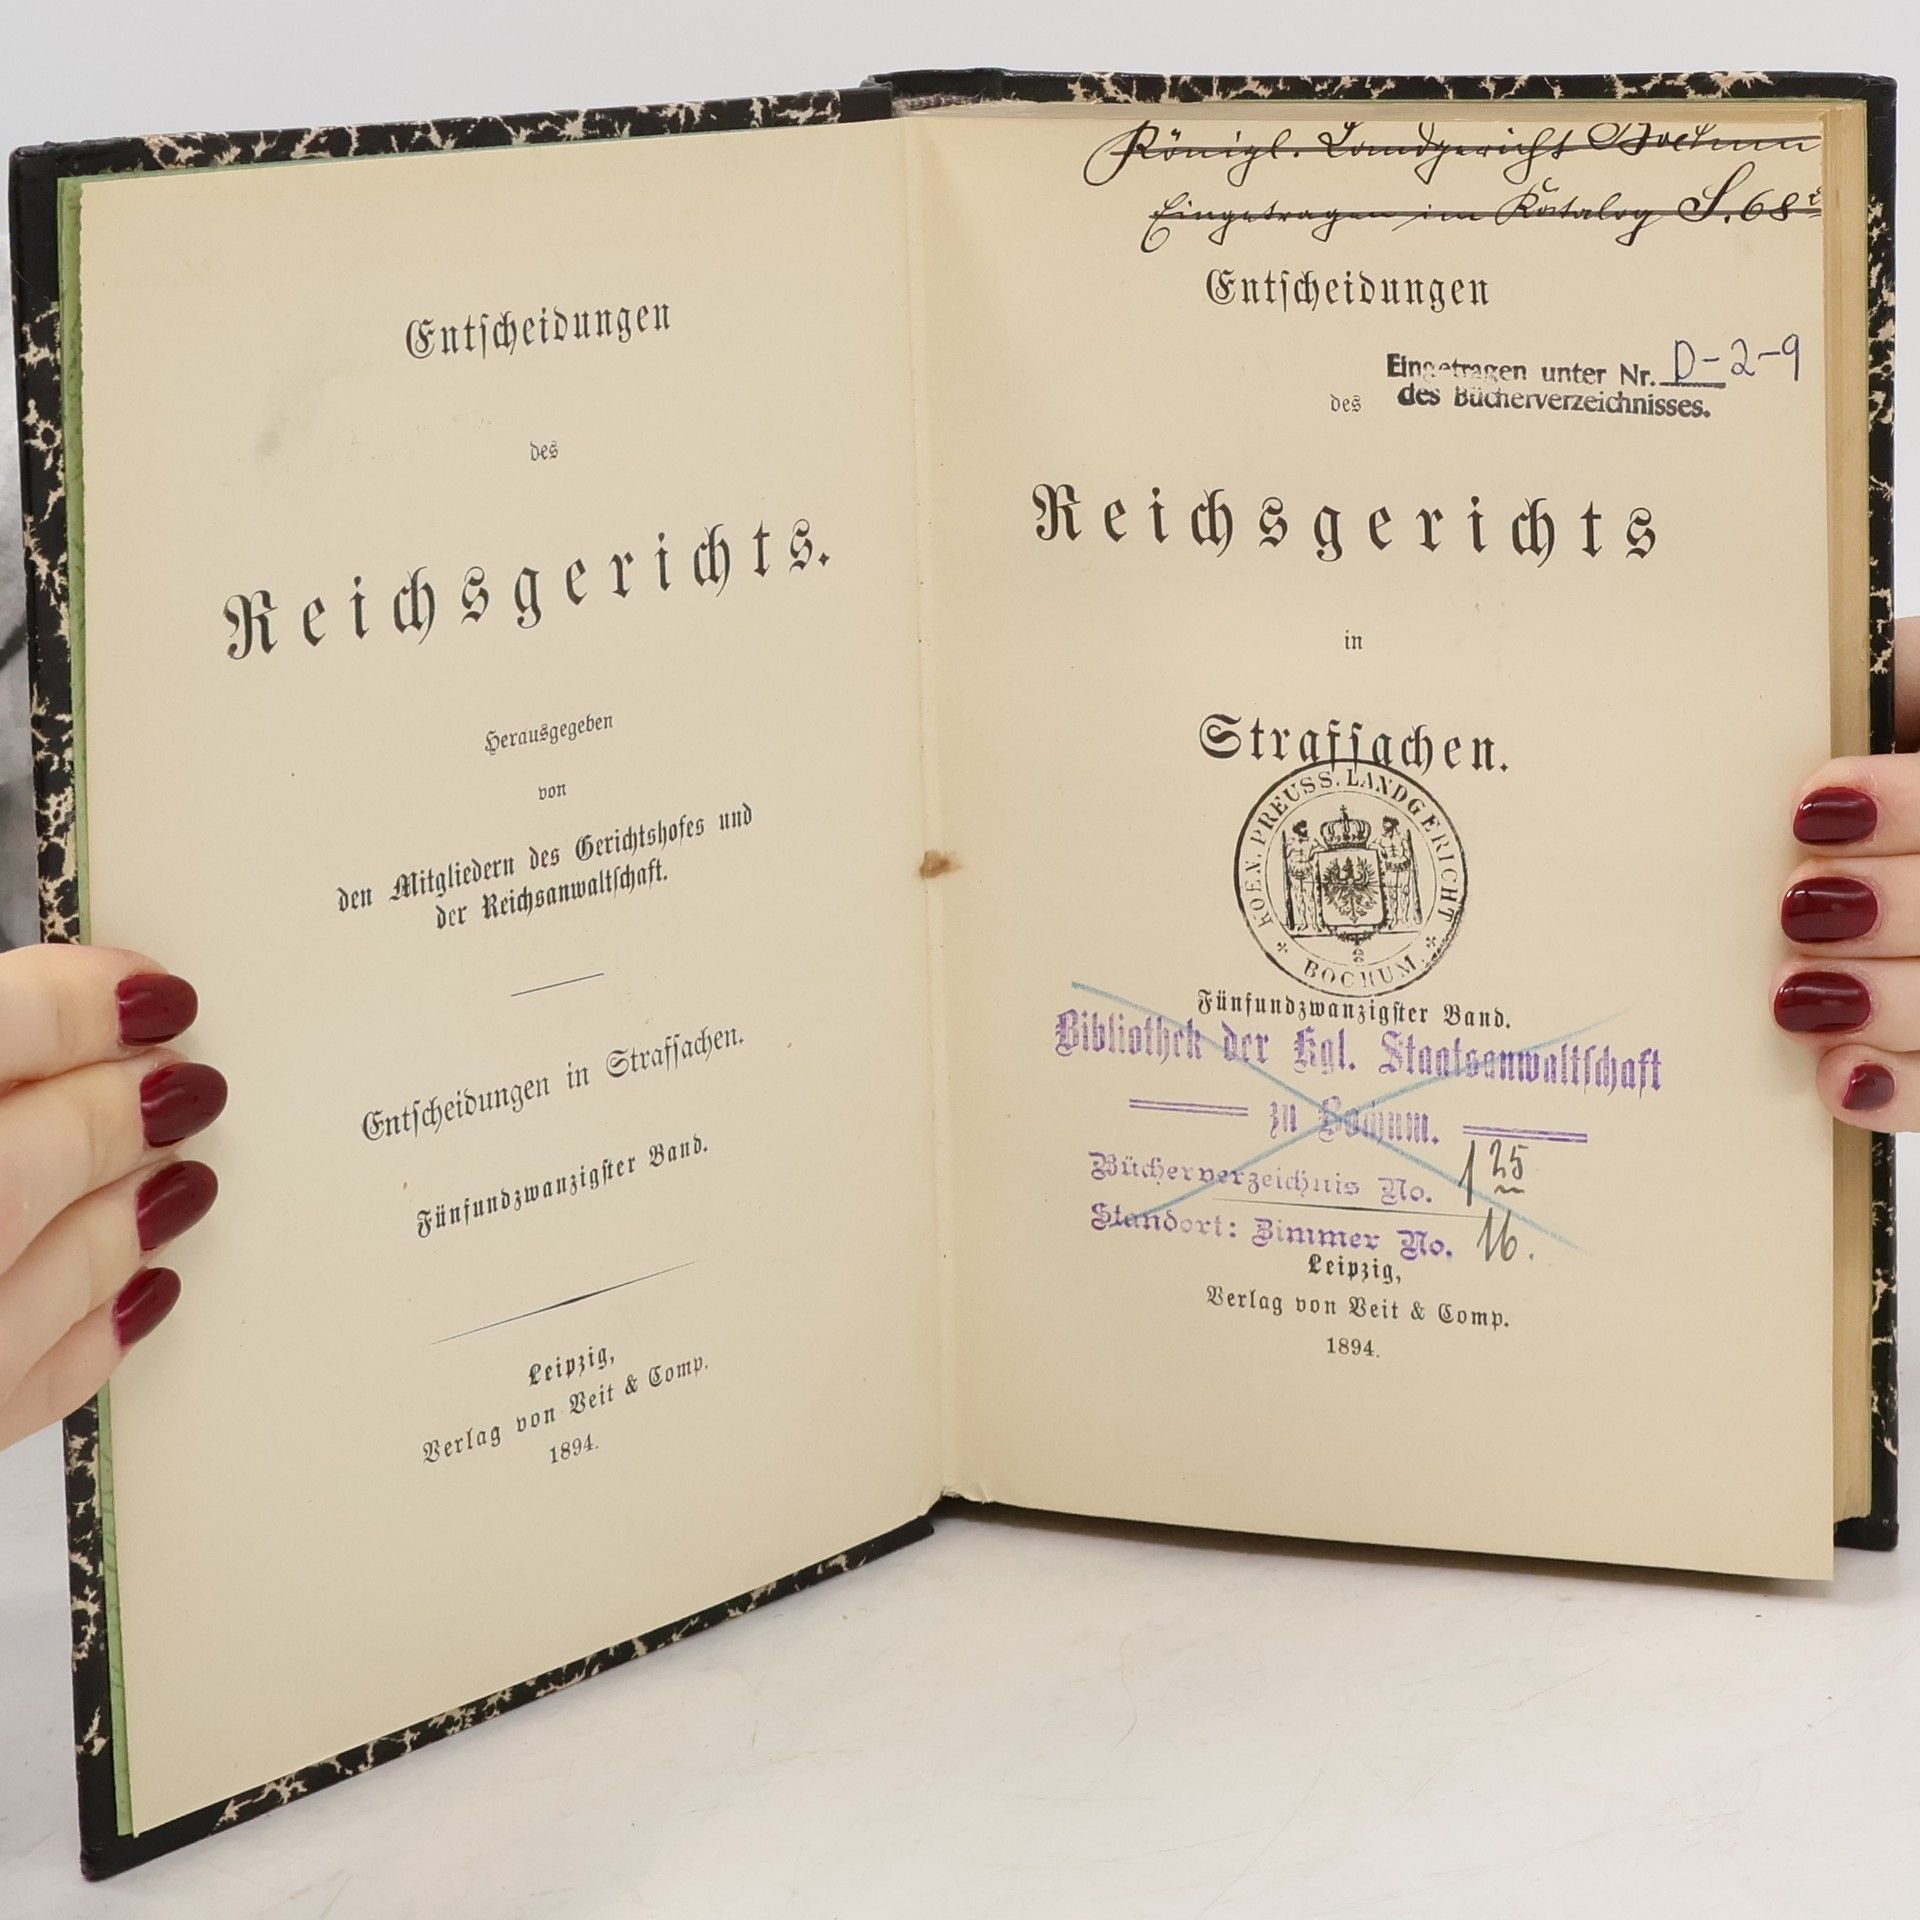 Entscheidungen
des
Reichsgerichts.
Herausgegeben
von
den Mitgliedern des Gerichtshofes und
der Reichsanwaltschaft.
Entscheidungen in Strafsachen.
Fünfundzwanzigster Band.
Leipzig,
Verlag von Veit & Comp.
1894.
Königl. Landgericht Bochum
Eingetragen im Katalog S. 68
Entscheidungen
Eingetragen unter Nr. D-2-9
des Bücherverzeichnisses.
des
Reichsgerichts
in
Strafsachen.
KOEN. PREUSS. LANDGERICHT
BOCHUM.
Fünfundzwanzigster Band.
Bibliothek der Kgl. Staatsanwaltschaft
zu Bochum.
Bücherverzeichnis No. 125
Standort: Zimmer No. 16.
Leipzig,
Verlag von Veit & Comp.
1894.